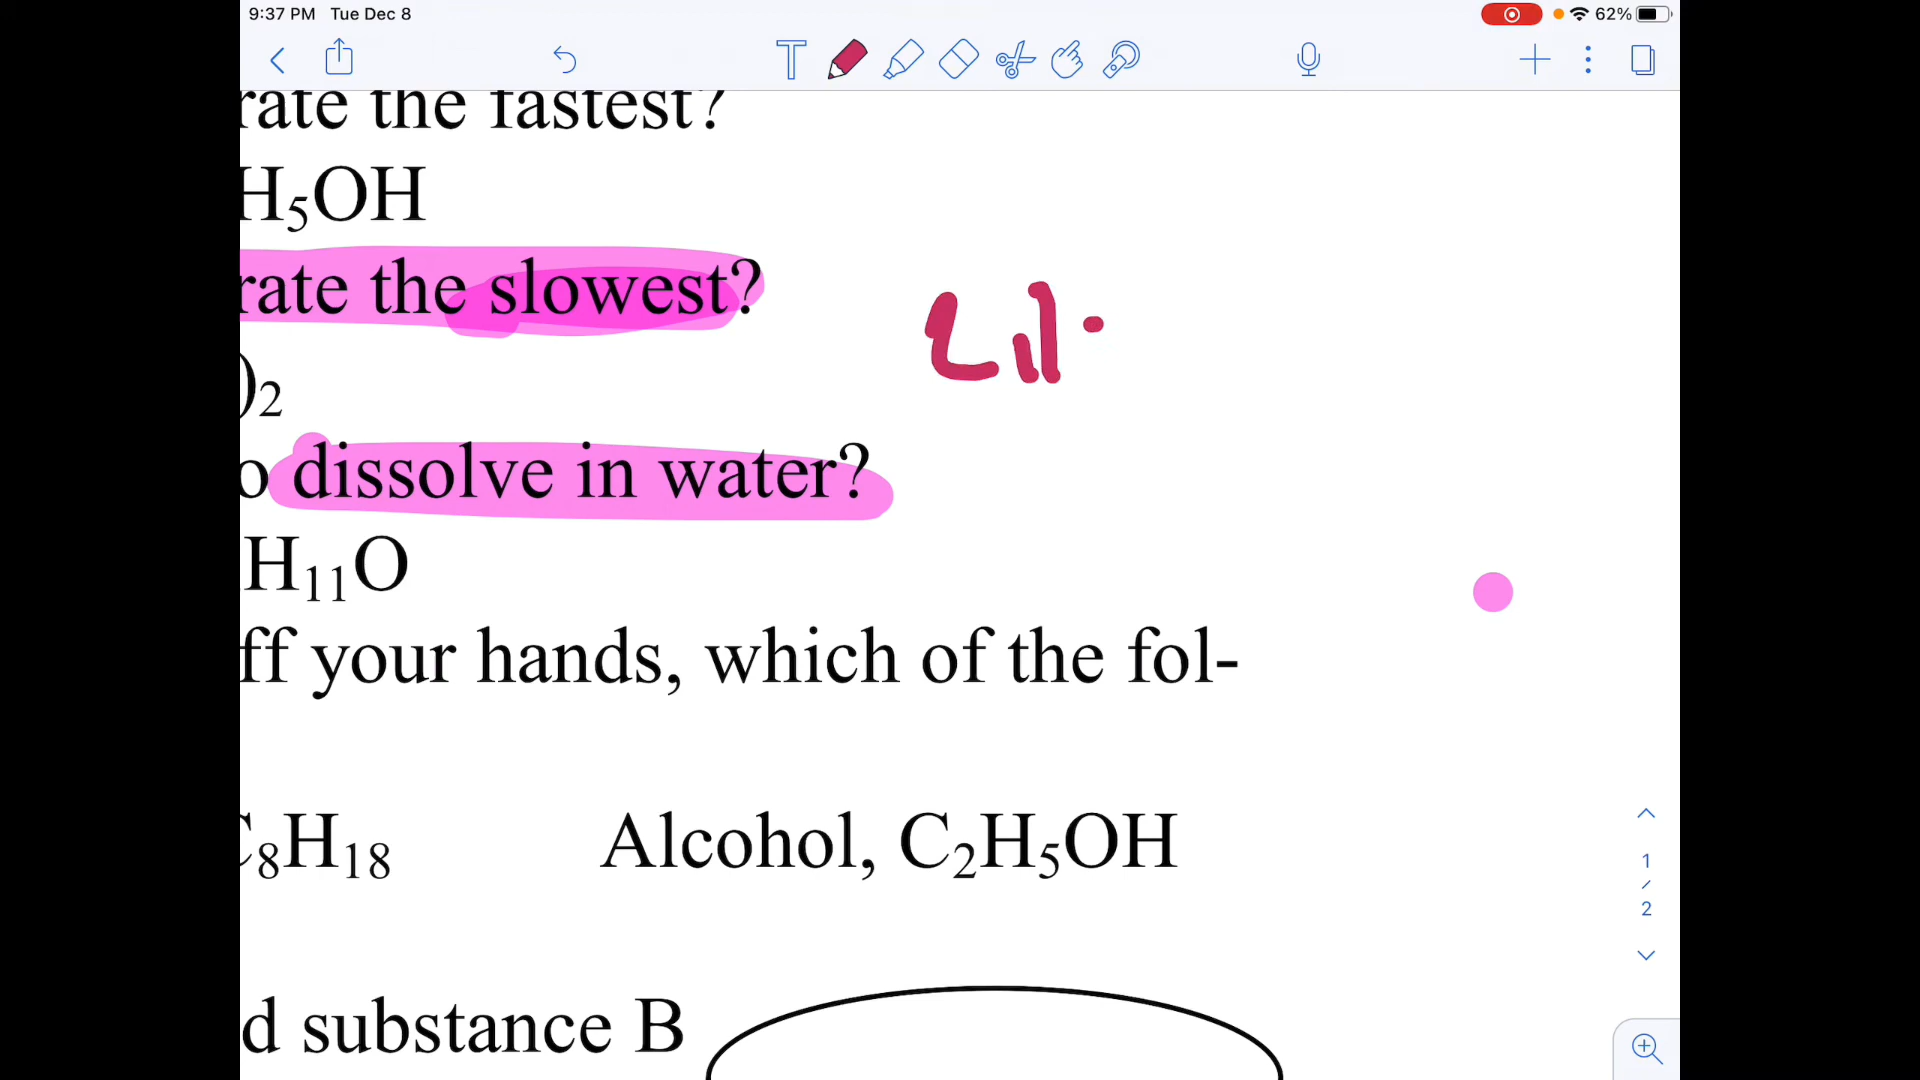 9:37 PM Tue Dec 8
62%
T
rate the fastest?
H₅OH
rate the slowest?
)₂
o dissolve in water?
H₁₁O
ff your hands, which of the fol-
C₈H₁₈ Alcohol, C₂H₅OH
1
/
2
d substance B